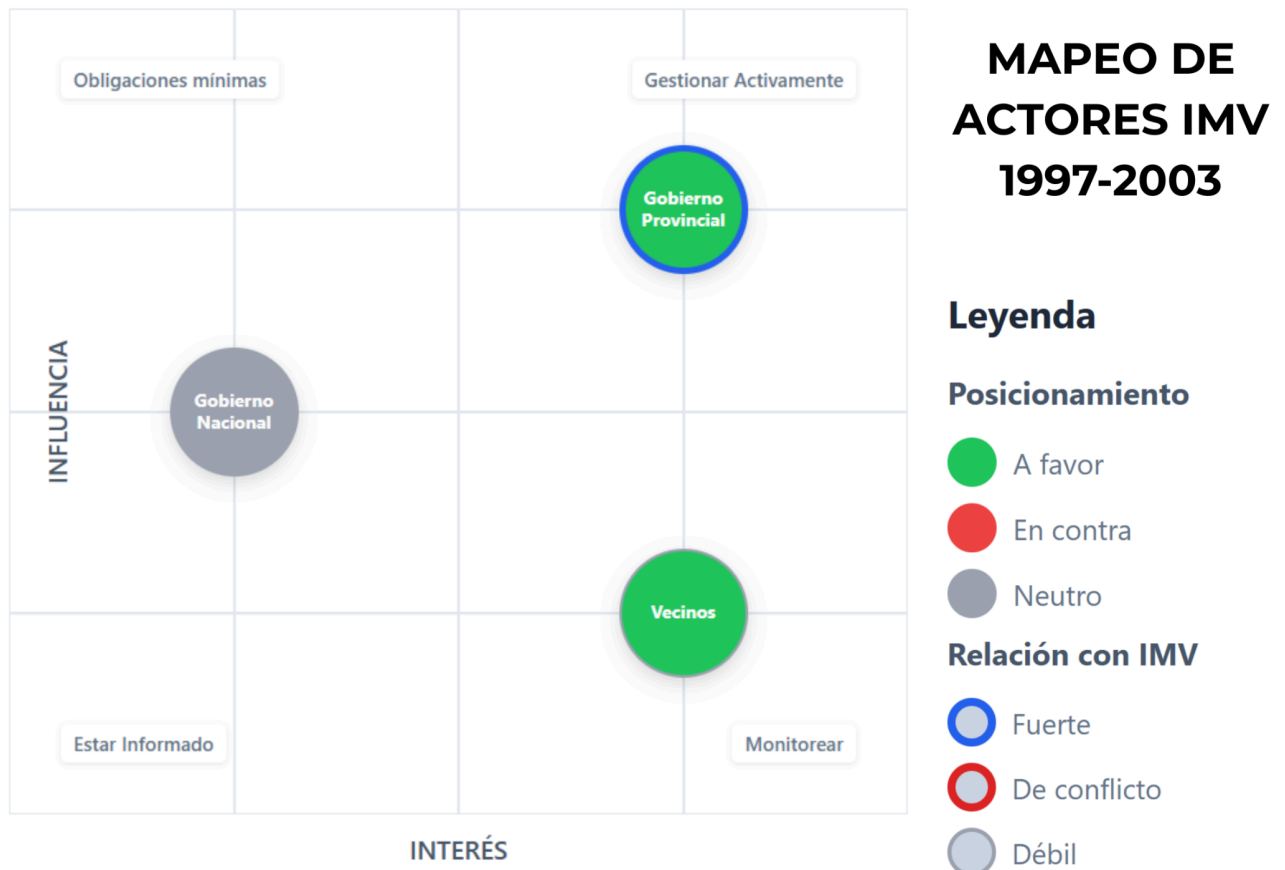 MAPEO DE
ACTORES IMV
1997-2003
Obligaciones mínimas
Gestionar Activamente
Gobierno
Provincial
Gobierno
Nacional
Vecinos
Estar Informado
Monitorear
INFLUENCIA
INTERÉS
Leyenda
Posicionamiento
A favor
En contra
Neutro
Relación con IMV
Fuerte
De conflicto
Débil